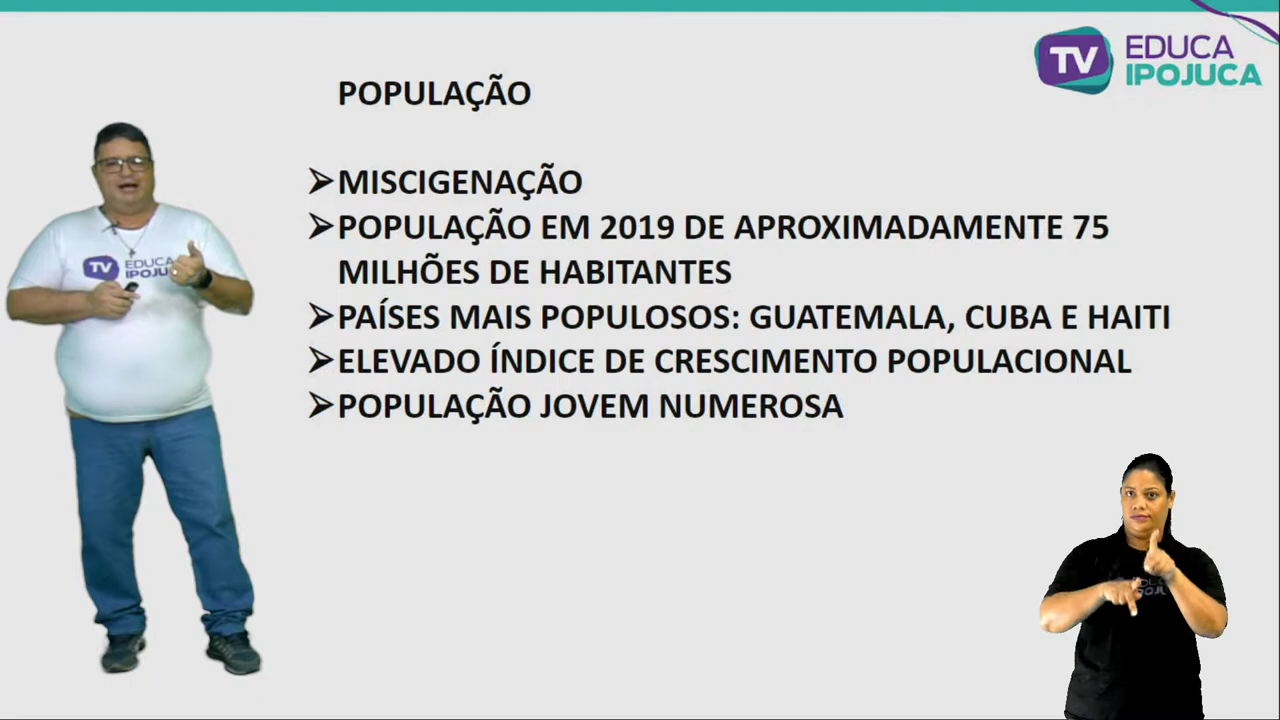 TV EDUCA
IPOJUCA
POPULAÇÃO
➢MISCIGENAÇÃO
➢POPULAÇÃO EM 2019 DE APROXIMADAMENTE 75
MILHÕES DE HABITANTES
➢PAÍSES MAIS POPULOSOS: GUATEMALA, CUBA E HAITI
➢ELEVADO ÍNDICE DE CRESCIMENTO POPULACIONAL
➢POPULAÇÃO JOVEM NUMEROSA
TV EDUCA